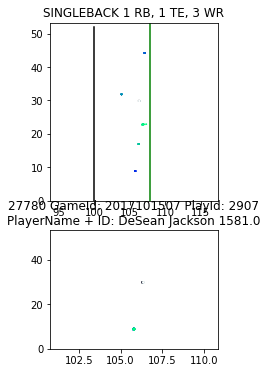 SINGLEBACK 1 RB, 1 TE, 3 WR
50
40
30
20
10
0
95 100 105 110 115
27780 GameId: 2017101507 PlayId: 2907
PlayerName + ID: DeSean Jackson 1581.0
40
20
0
102.5 105.0 107.5 110.0